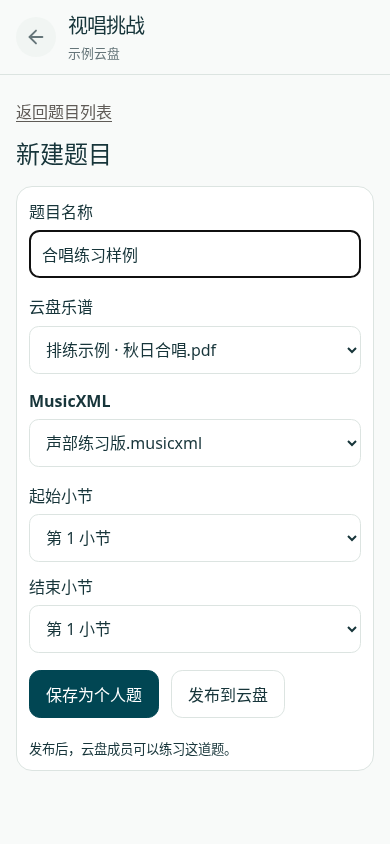 视唱挑战
示例云盘
返回题目列表
新建题目
题目名称
合唱练习样例
云盘乐谱
排练示例 · 秋日合唱.pdf
MusicXML
声部练习版.musicxml
起始小节
第 1 小节
结束小节
第 1 小节
保存为个人题
发布到云盘
发布后，云盘成员可以练习这道题。